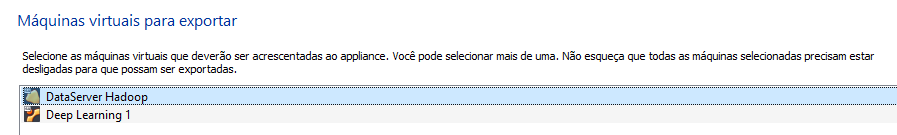 Máquinas virtuais para exportar
Selecione as máquinas virtuais que deverão ser acrescentadas ao appliance. Você pode selecionar mais de uma. Não esqueça que todas as máquinas selecionadas precisam estar
desligadas para que possam ser exportadas.
DataServer Hadoop
Deep Learning 1